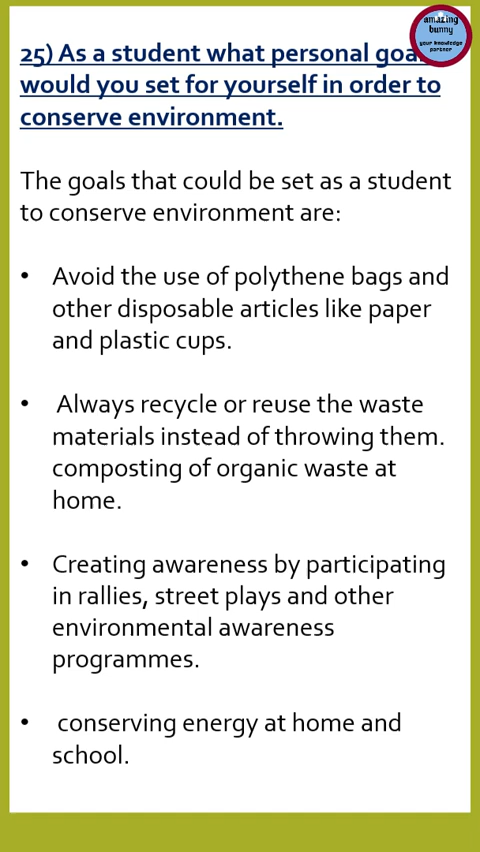 amazing
bunny
your knowledge
partner
25) As a student what personal goa
would you set for yourself in order to
conserve environment.
The goals that could be set as a student
to conserve environment are:
• Avoid the use of polythene bags and
other disposable articles like paper
and plastic cups.
• Always recycle or reuse the waste
materials instead of throwing them.
composting of organic waste at
home.
• Creating awareness by participating
in rallies, street plays and other
environmental awareness
programmes.
• conserving energy at home and
school.